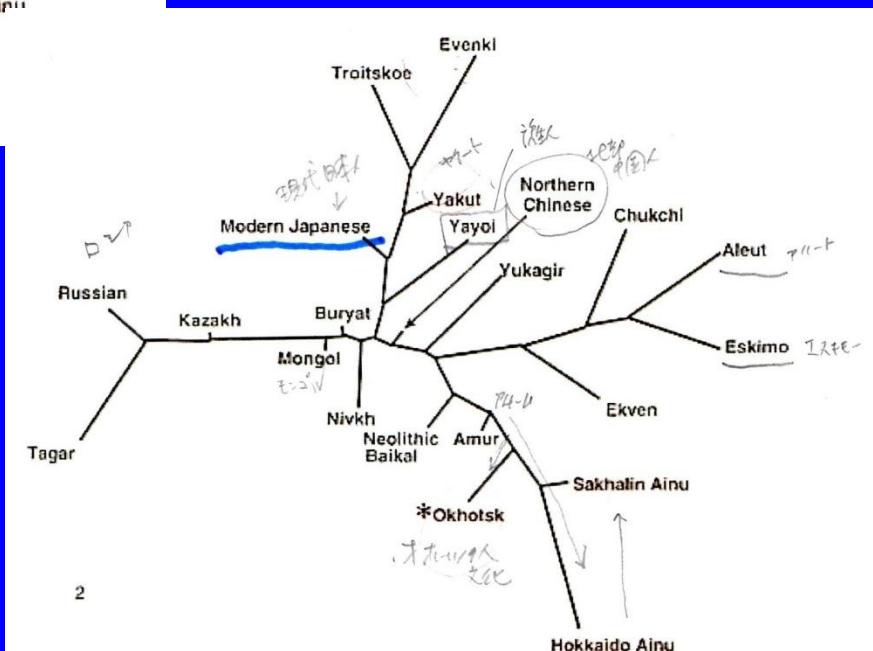 Evenki
Troitskoe
現代日本人
Modern Japanese
ヤクート
Yakut
Yayoi
北部
中国人
Northern
Chinese
Chukchi
Yukagir
Aleut
アリュート
ロシア
Russian
Kazakh
Buryat
Mongol
モンゴル
Eskimo
エスキモー
Nivkh
Neolithic
Baikal
Amur
アムール
Ekven
Tagar
Sakhalin Ainu
*Okhotsk
オホーツク人
文化
2
Hokkaido Ainu